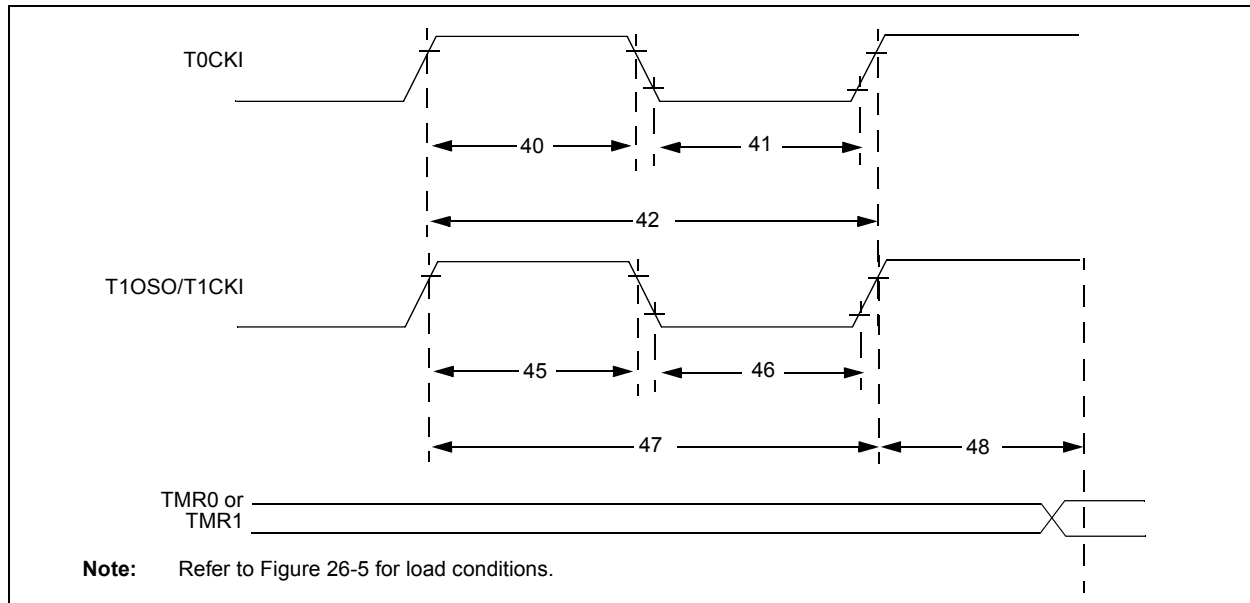 T0CKI
40
41
42
T1OSO/T1CKI
45
46
47
48
TMR0 or
TMR1
Note: Refer to Figure 26-5 for load conditions.